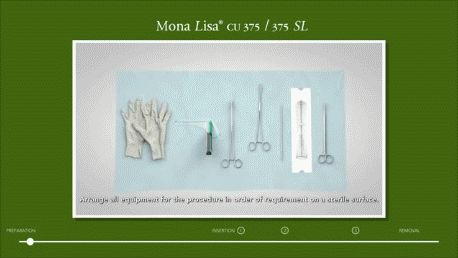 Mona Lisa® CU 375 / 375 SL
Arrange all equipment for the procedure in order of requirement on a sterile surface.
PREPARATION INSERTION 1 2 3 REMOVAL